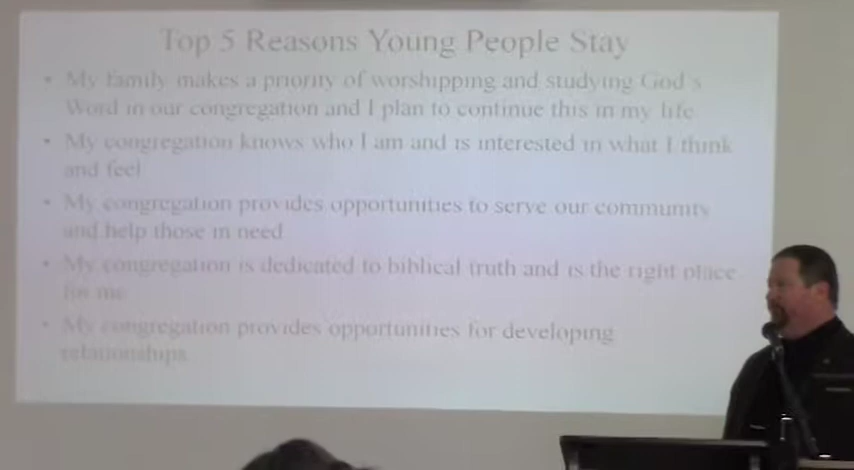 Top 5 Reasons Young People Stay
• My family makes a priority of worshipping and studying God s
Word in our congregation and I plan to continue this in my life.
• My congregation knows who I am and is interested in what I think
and feel
• My congregation provides opportunities to serve our community
and help those in need
• My congregation is dedicated to biblical truth and is the right place
for me
• My congregation provides opportunities for developing
relationships.